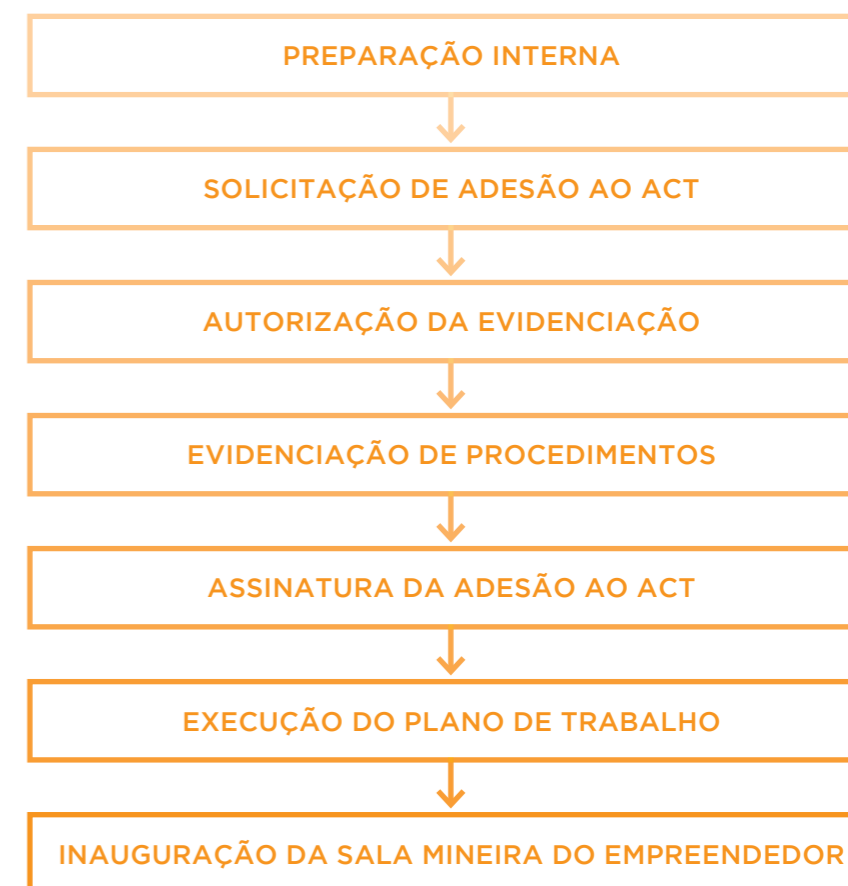 PREPARAÇÃO INTERNA
SOLICITAÇÃO DE ADESÃO AO ACT
AUTORIZAÇÃO DA EVIDENCIAÇÃO
EVIDENCIAÇÃO DE PROCEDIMENTOS
ASSINATURA DA ADESÃO AO ACT
EXECUÇÃO DO PLANO DE TRABALHO
INAUGURAÇÃO DA SALA MINEIRA DO EMPREENDEDOR